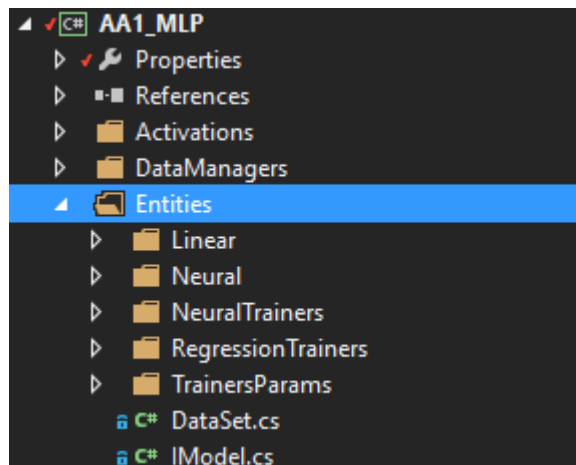 C# AA1_MLP
Properties
References
Activations
DataManagers
Entities
Linear
Neural
NeuralTrainers
RegressionTrainers
TrainersParams
C# DataSet.cs
C# IModel.cs